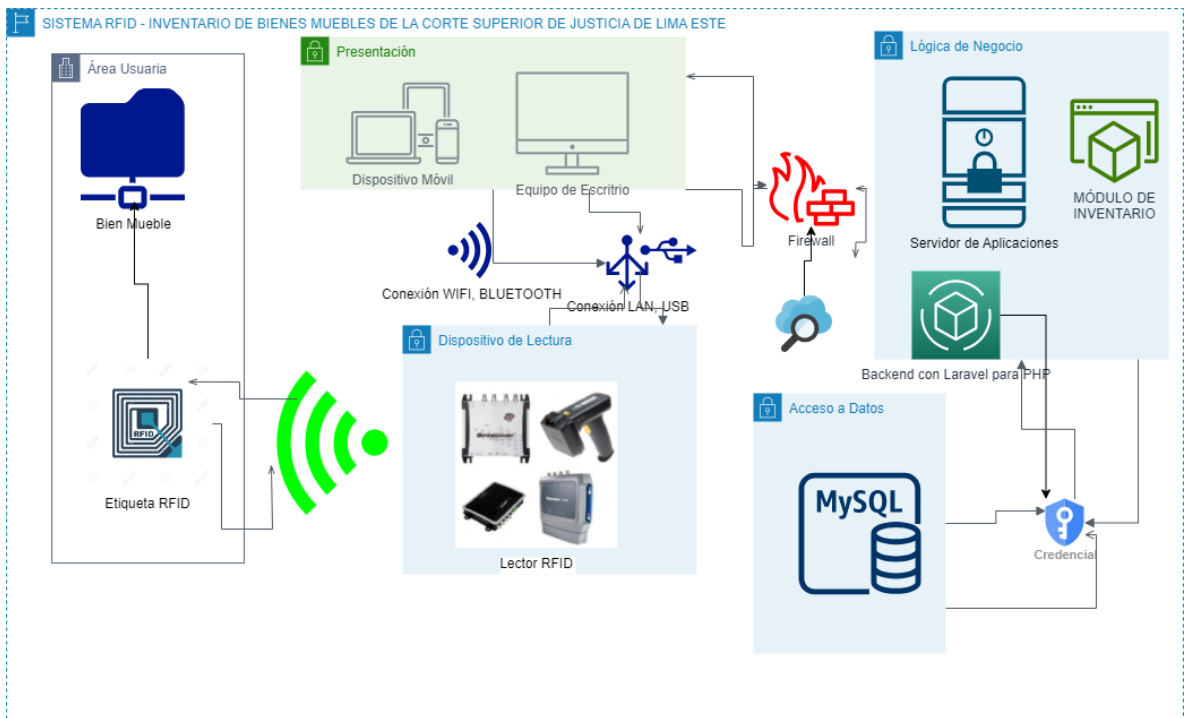 SISTEMA RFID - INVENTARIO DE BIENES MUEBLES DE LA CORTE SUPERIOR DE JUSTICIA DE LIMA ESTE
Área Usuaria
Bien Mueble
RFID
Etiqueta RFID
Presentación
Dispositivo Móvil
Equipo de Escritrio
Conexión WIFI, BLUETOOTH
Conexión LAN, USB
Dispositivo de Lectura
Lector RFID
Firewall
Lógica de Negocio
Servidor de Aplicaciones
MÓDULO DE
INVENTARIO
Backend con Laravel para PHP
Acceso a Datos
MySQL
Credencial